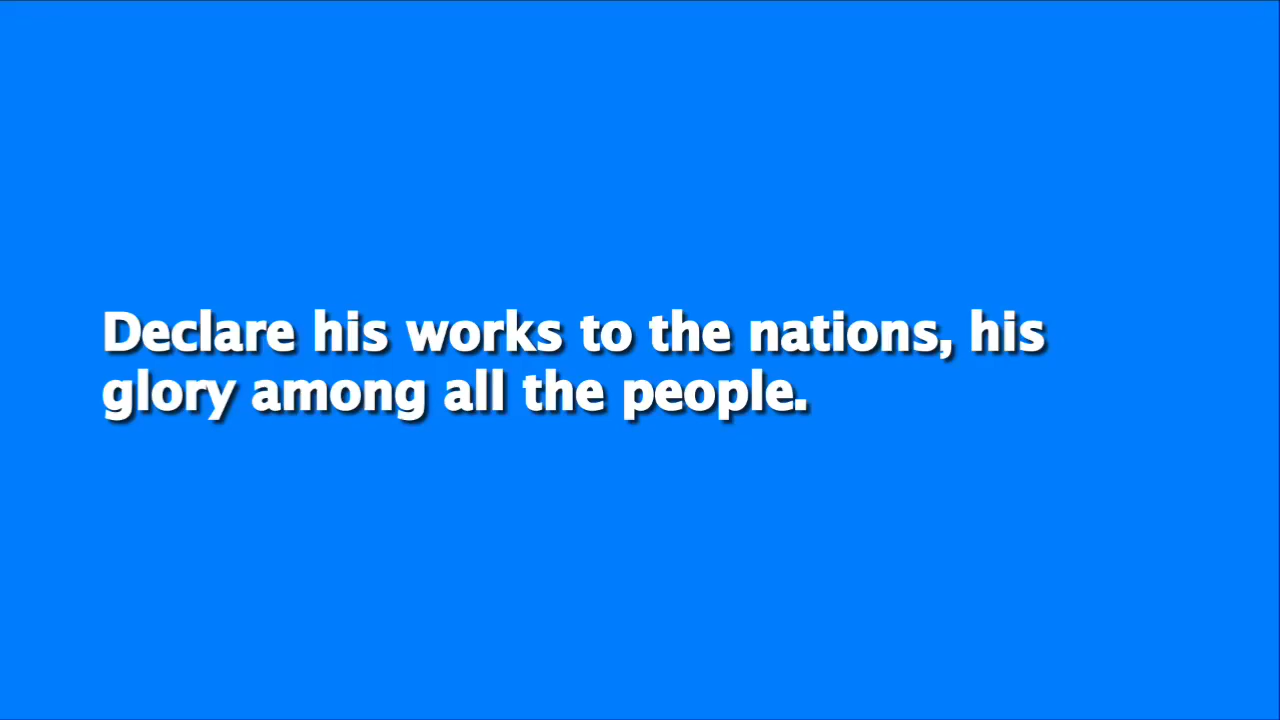 Declare his works to the nations, his
glory among all the people.